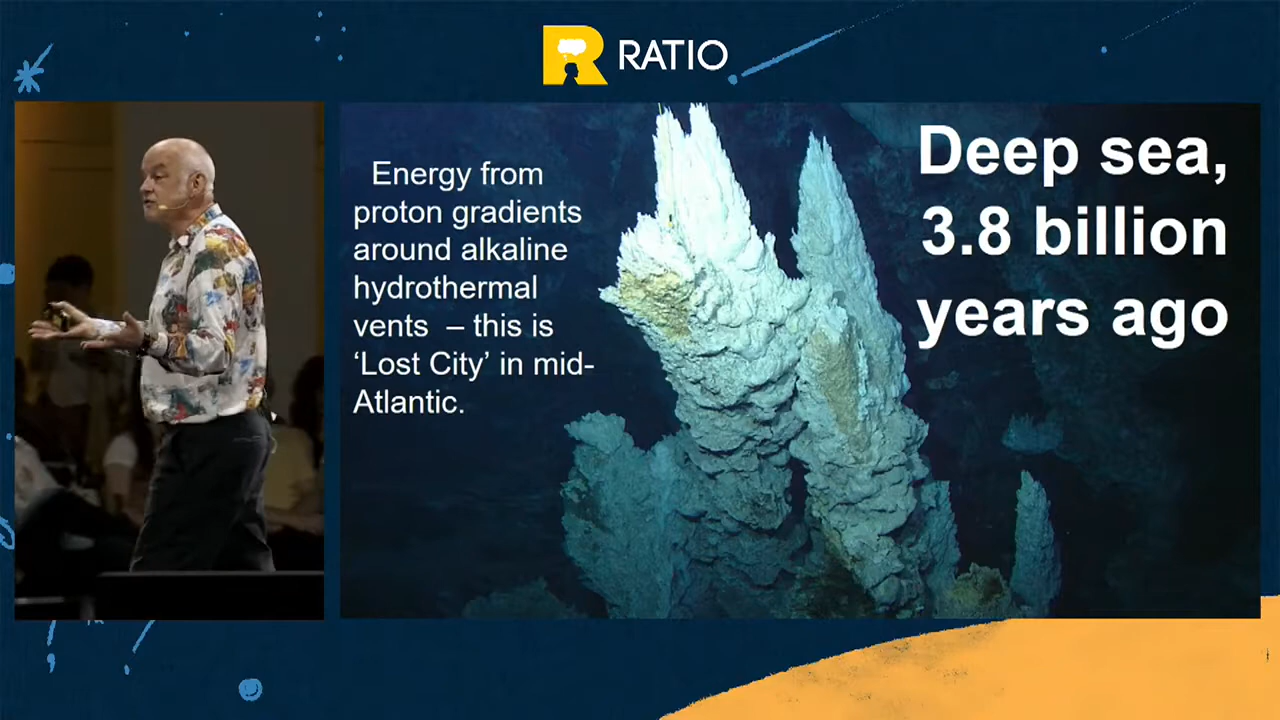 RATIO
Energy from
proton gradients
around alkaline
hydrothermal
vents – this is
‘Lost City’ in mid-
Atlantic.
Deep sea,
3.8 billion
years ago